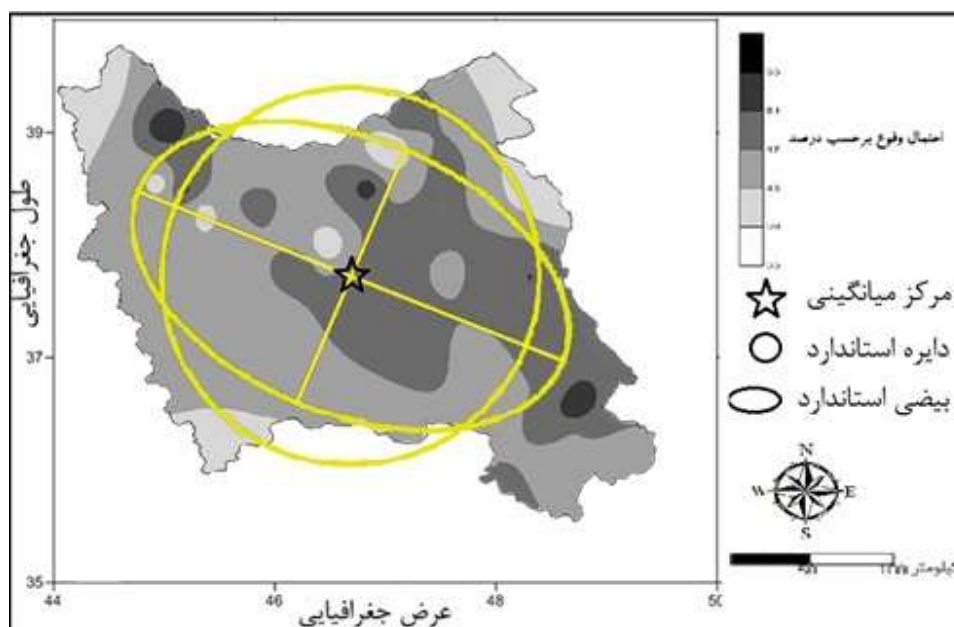 39
37
35
44
46
48
طول جغرافیایی
عرض جغرافیایی
احتمال وقوع برحسب درصد
مرکز میانگینی
دایره استاندارد
بیضی استاندارد
N
W
E
S
کیلومتر